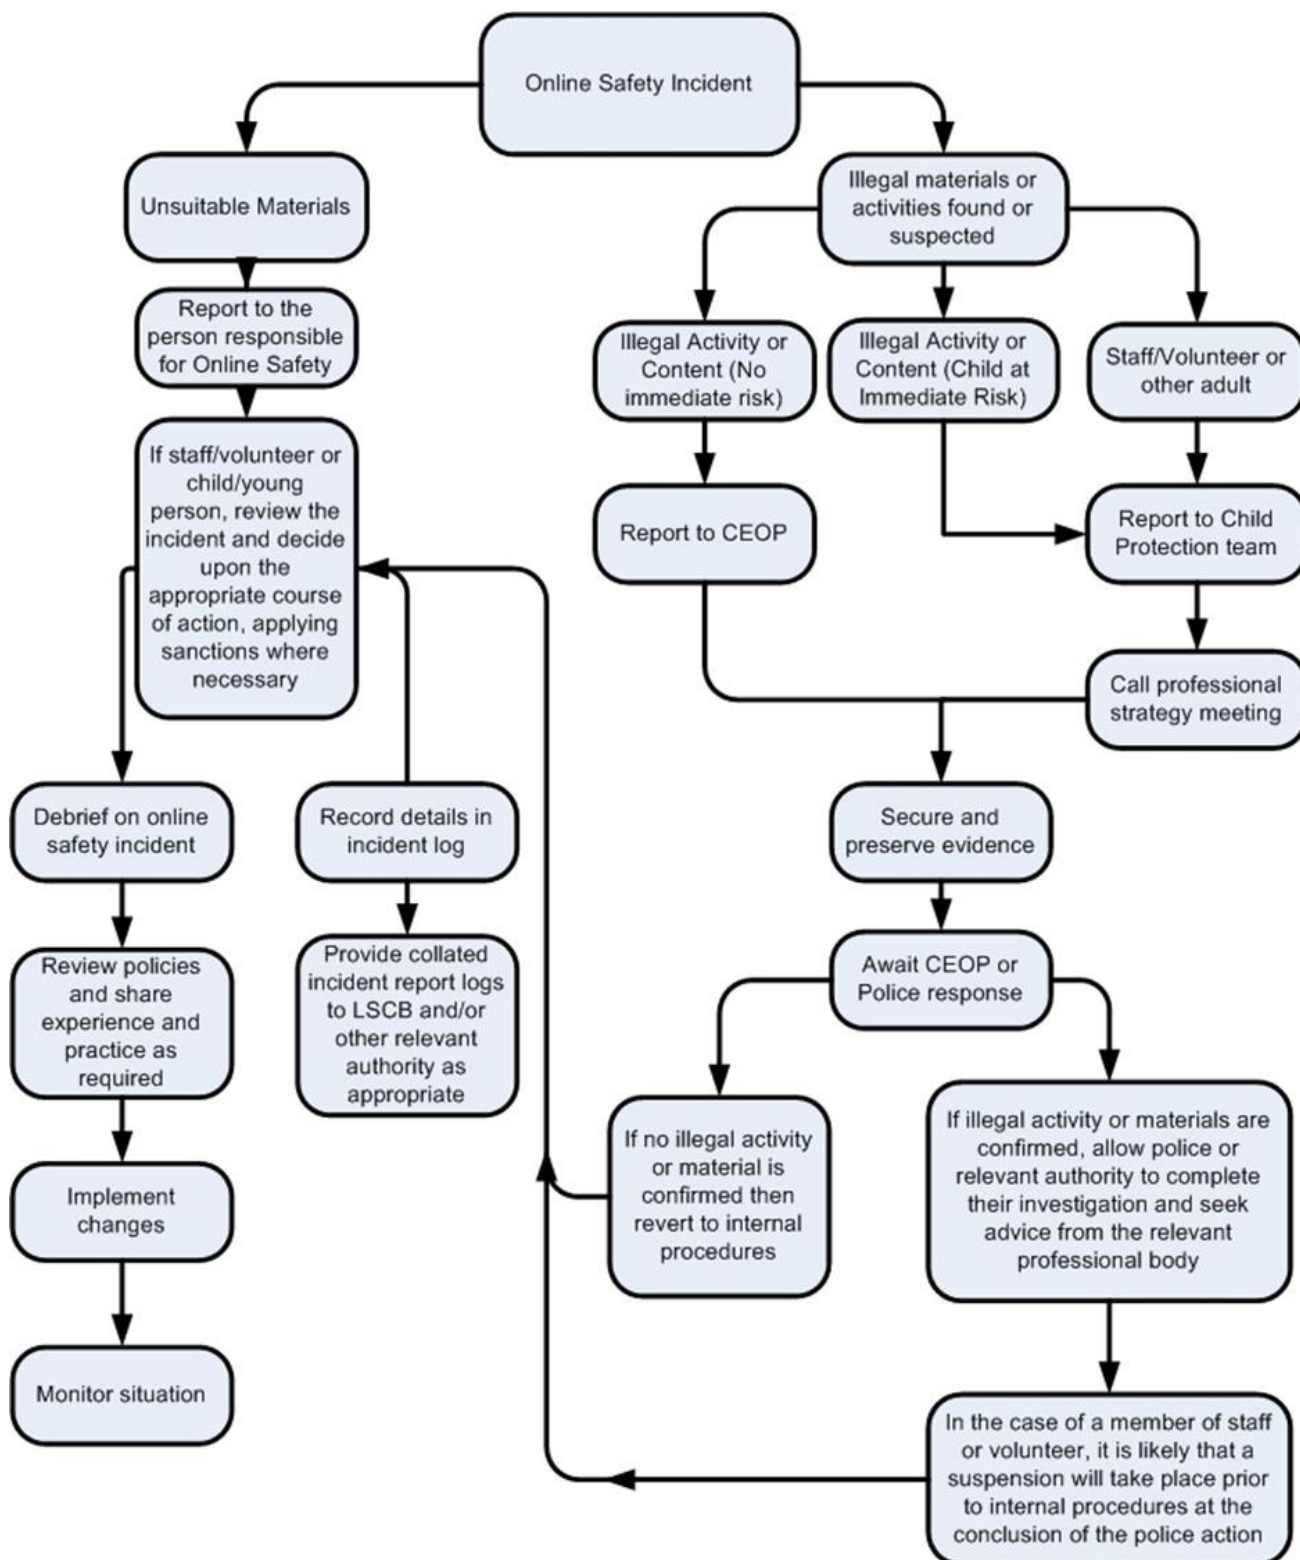 Online Safety Incident
Unsuitable Materials
Report to the
person responsible
for Online Safety
If staff/volunteer or
child/young
person, review the
incident and decide
upon the
appropriate course
of action, applying
sanctions where
necessary
Debrief on online
safety incident
Review policies
and share
experience and
practice as
required
Implement
changes
Monitor situation
Record details in
incident log
Provide collated
incident report logs
to LSCB and/or
other relevant
authority as
appropriate
Illegal materials or
activities found or
suspected
Illegal Activity or
Content (No
immediate risk)
Illegal Activity or
Content (Child at
Immediate Risk)
Staff/Volunteer or
other adult
Report to CEOP
Report to Child
Protection team
Call professional
strategy meeting
Secure and
preserve evidence
Await CEOP or
Police response
If no illegal activity
or material is
confirmed then
revert to internal
procedures
If illegal activity or materials are
confirmed, allow police or
relevant authority to complete
their investigation and seek
advice from the relevant
professional body
In the case of a member of staff
or volunteer, it is likely that a
suspension will take place prior
to internal procedures at the
conclusion of the police action